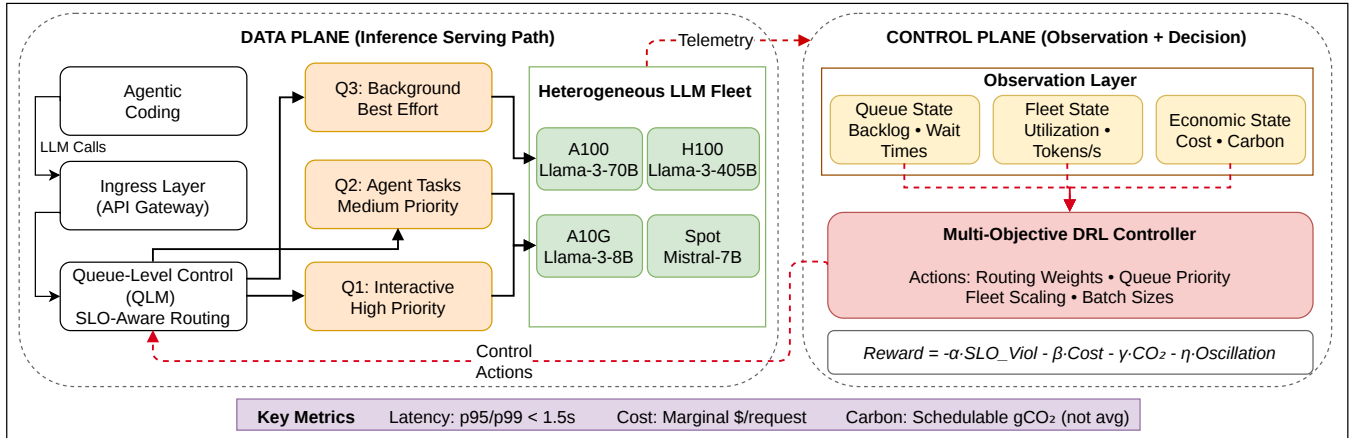 DATA PLANE (Inference Serving Path)
Agentic
Coding
LLM Calls
Ingress Layer
(API Gateway)
Queue-Level Control
(QLM)
SLO-Aware Routing
Q3: Background
Best Effort
Q2: Agent Tasks
Medium Priority
Q1: Interactive
High Priority
Heterogeneous LLM Fleet
A100
Llama-3-70B
H100
Llama-3-405B
A10G
Llama-3-8B
Spot
Mistral-7B
Telemetry
Control
Actions
CONTROL PLANE (Observation + Decision)
Observation Layer
Queue State
Backlog • Wait
Times
Fleet State
Utilization •
Tokens/s
Economic State
Cost • Carbon
Multi-Objective DRL Controller
Actions: Routing Weights • Queue Priority
Fleet Scaling • Batch Sizes
Reward = -α·SLO_Viol - β·Cost - γ·CO₂ - η·Oscillation
Key Metrics Latency: p95/p99 < 1.5s Cost: Marginal $/request Carbon: Schedulable gCO₂ (not avg)